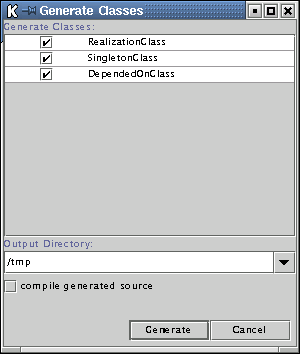 Generate Classes
Generate Classes:
RealizationClass
SingletonClass
DependedOnClass
Output Directory:
/tmp
compile generated source
Generate Cancel